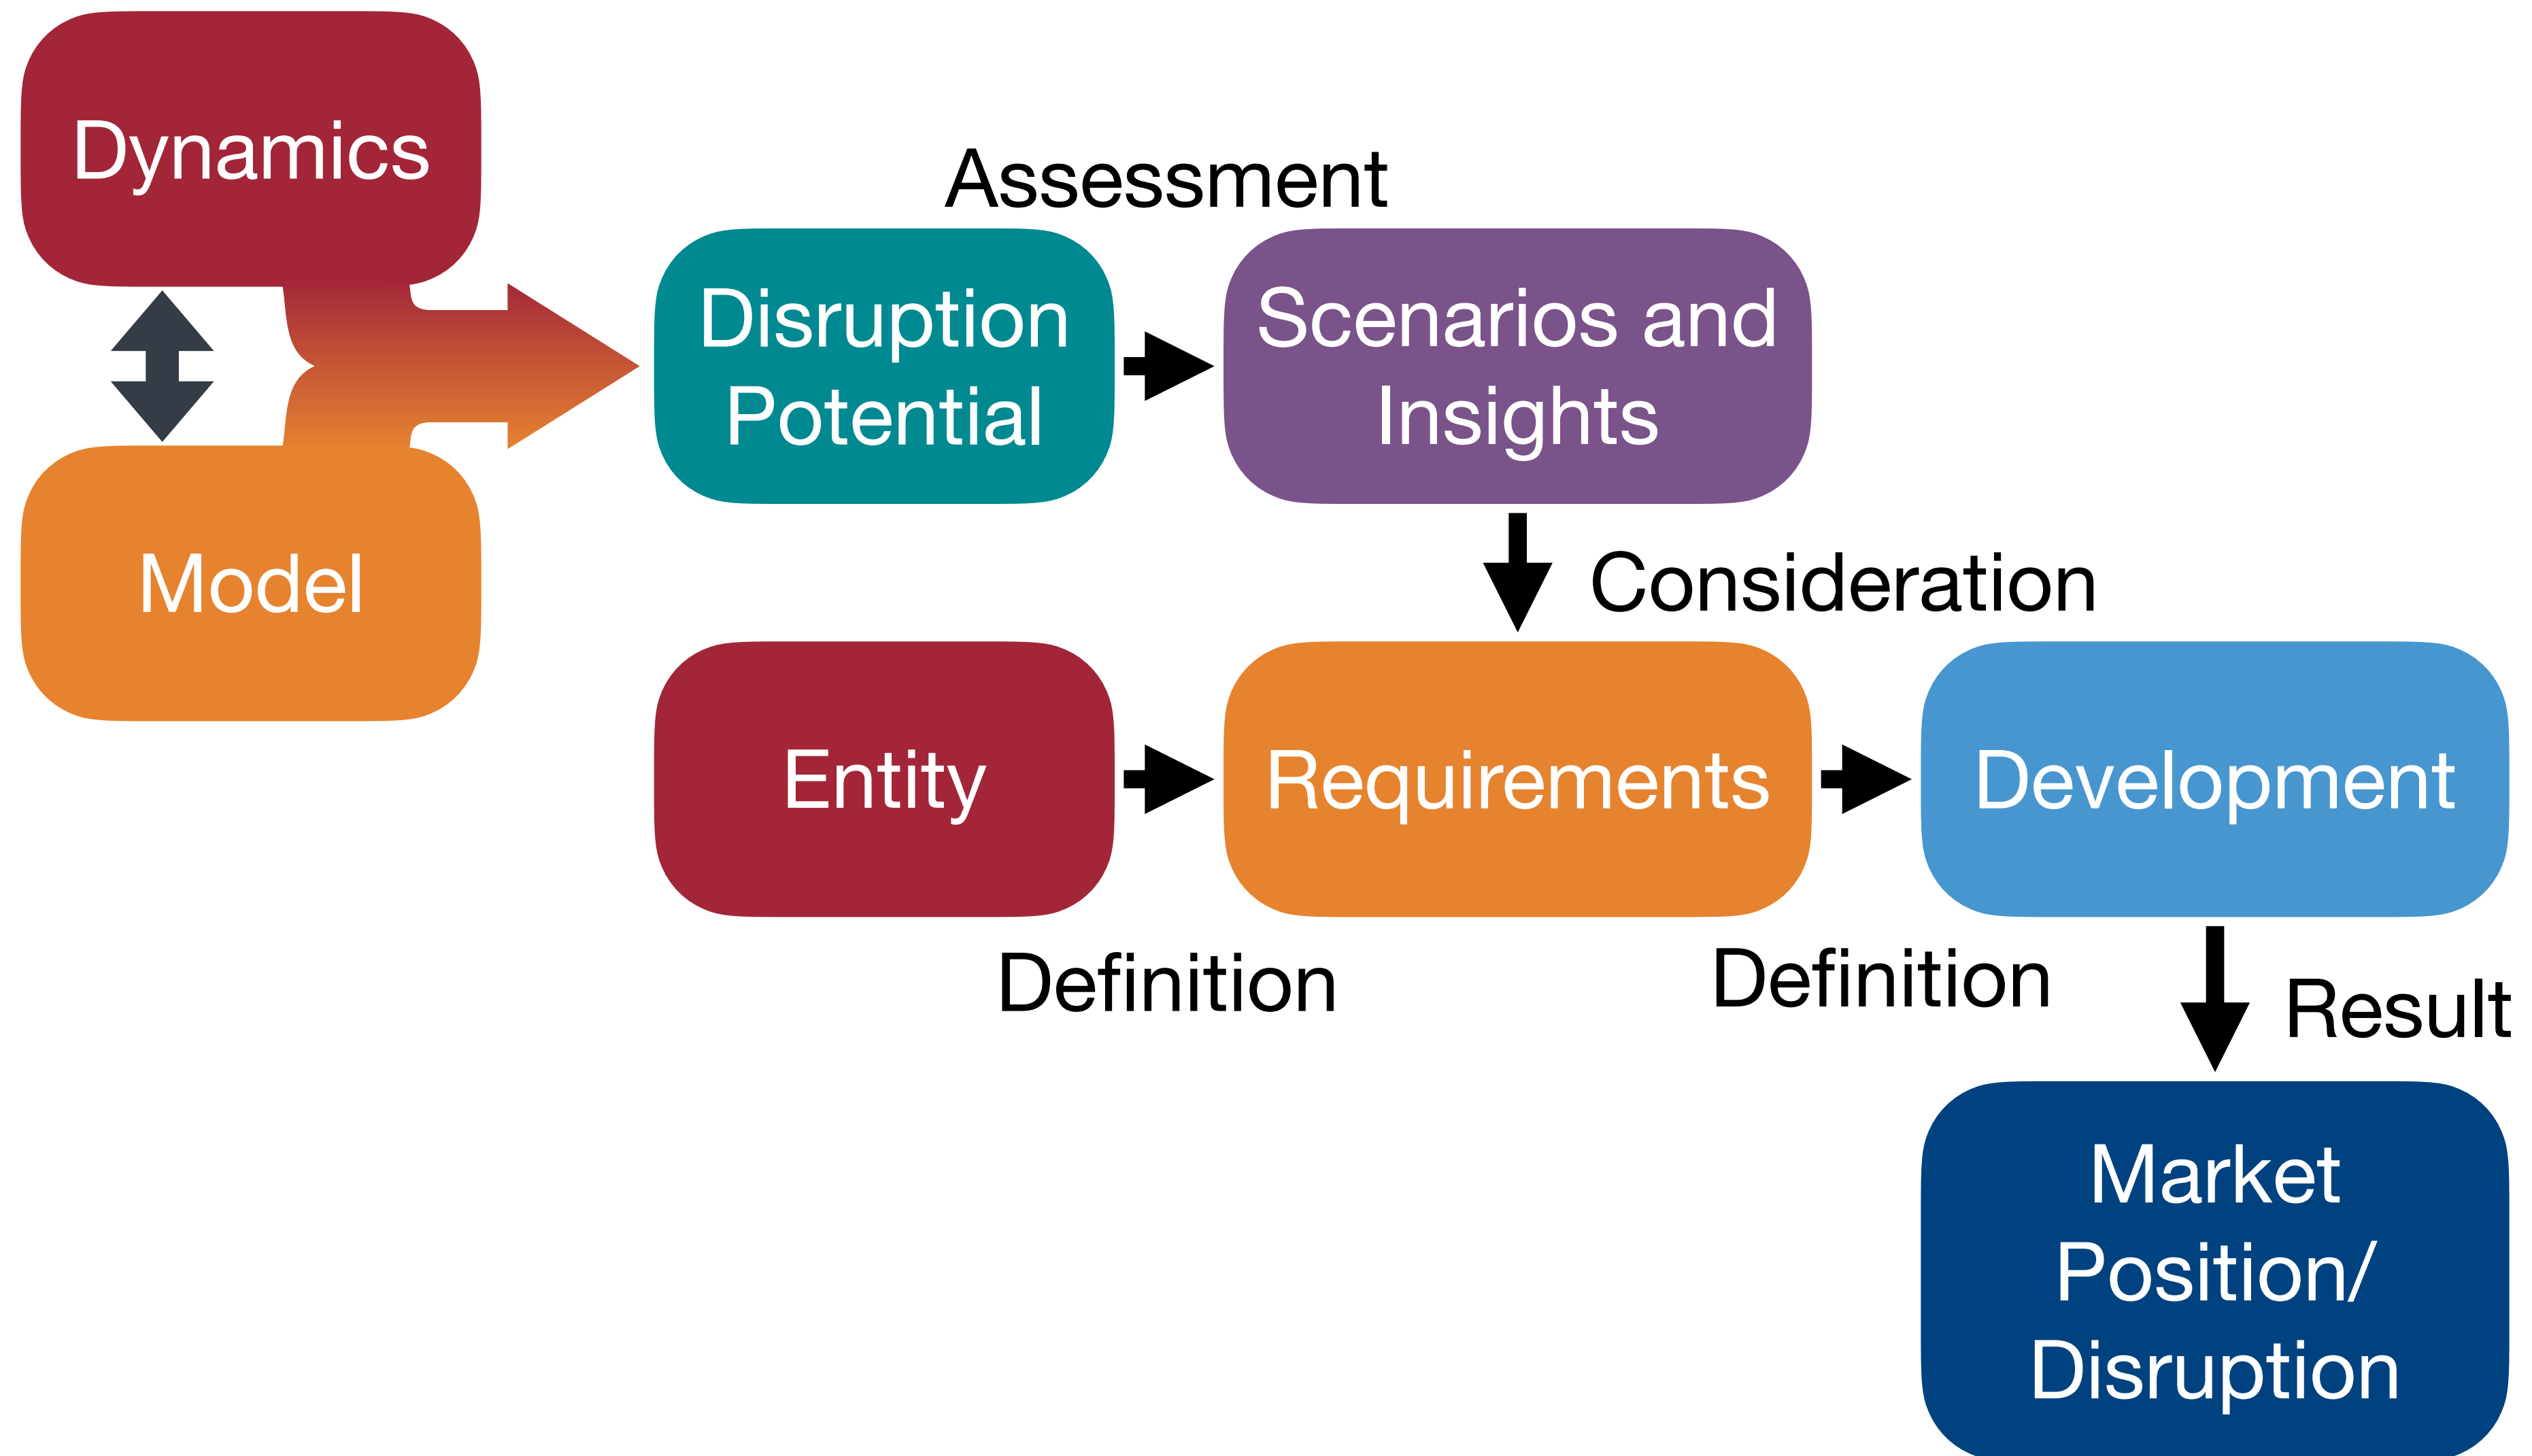 Dynamics
Model
Assessment
Disruption
Potential
Scenarios and
Insights
Consideration
Entity
Requirements
Development
Definition
Definition
Result
Market
Position/
Disruption